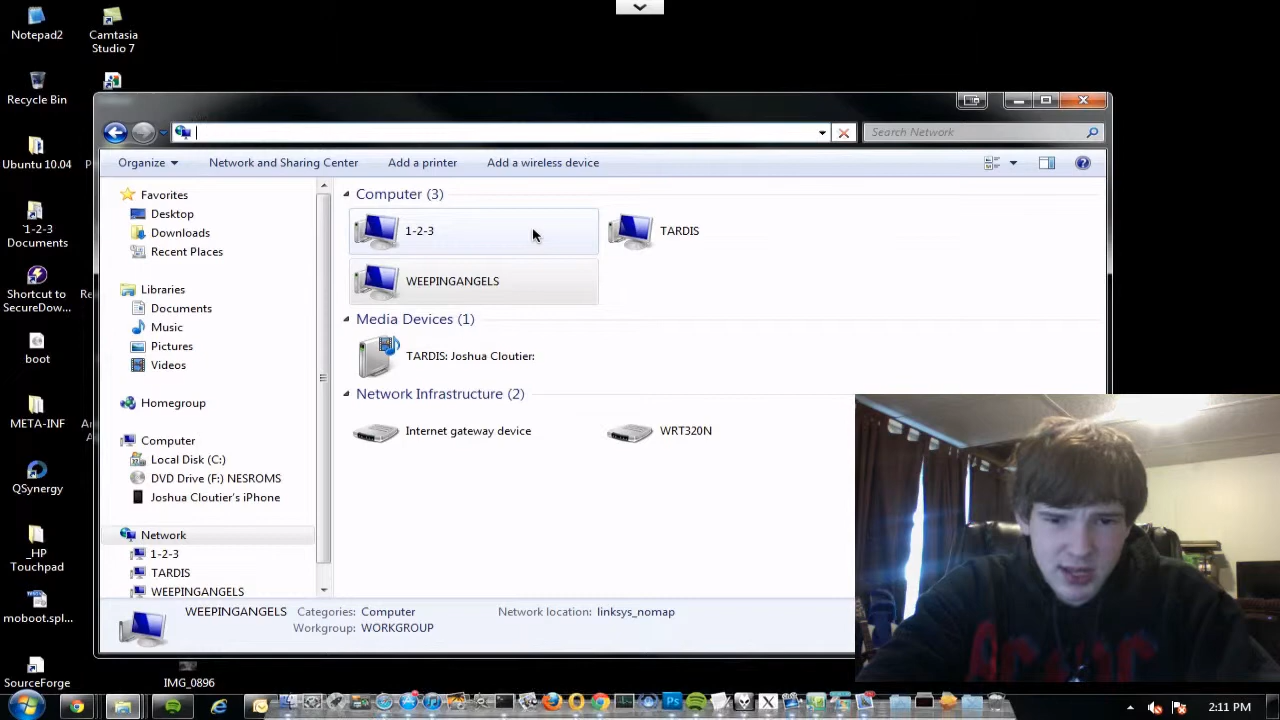 Notepad2
Camtasia Studio 7
Recycle Bin
Ubuntu 10.04
1-2-3 Documents
Shortcut to SecureDow...
boot
META-INF
QSynergy
_HP Touchpad
moboot.spl...
SourceForge
IMG_0896
Search Network
Organize
Network and Sharing Center
Add a printer
Add a wireless device
Favorites
Desktop
Downloads
Recent Places
Libraries
Documents
Music
Pictures
Videos
Homegroup
Computer
Local Disk (C:)
DVD Drive (F:) NESROMS
Joshua Cloutier's iPhone
Network
1-2-3
TARDIS
WEEPINGANGELS
Computer (3)
1-2-3
TARDIS
WEEPINGANGELS
Media Devices (1)
TARDIS: Joshua Cloutier:
Network Infrastructure (2)
Internet gateway device
WRT320N
WEEPINGANGELS
Categories: Computer
Network location: linksys_nomap
Workgroup: WORKGROUP
AC DC
Ps
X
2:11 PM